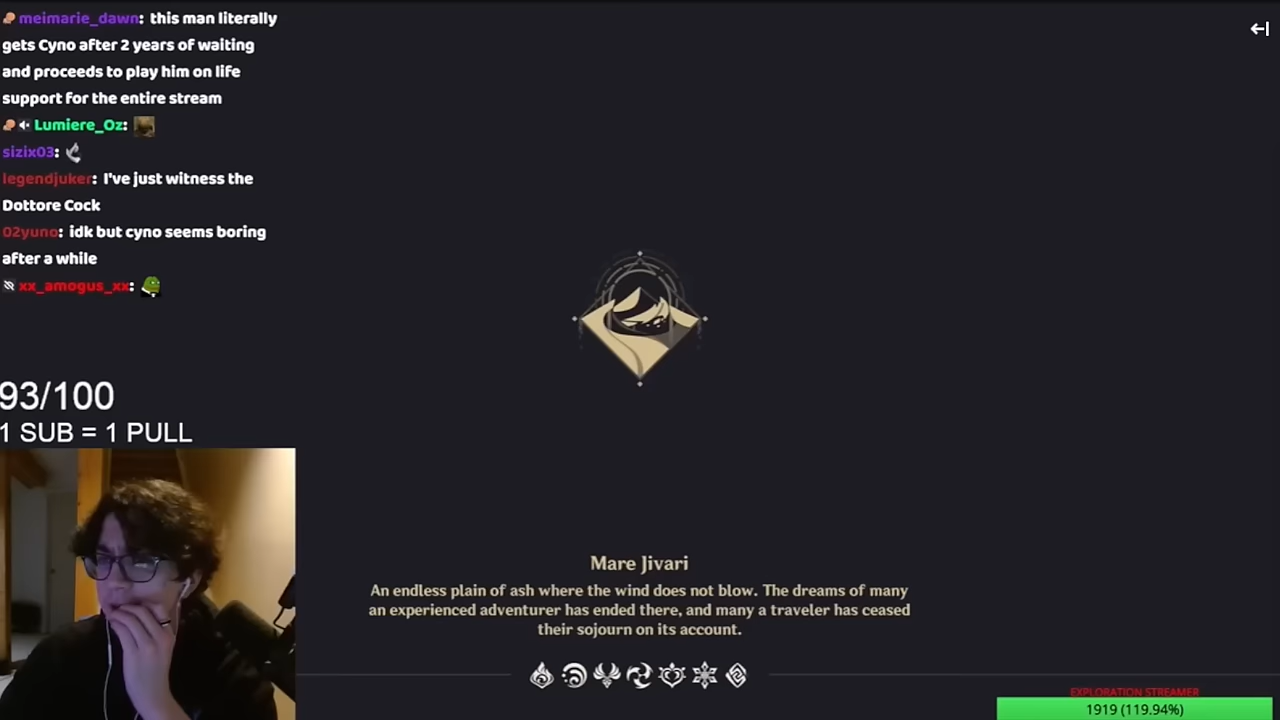 meimarie_dawn: this man literally
gets Cyno after 2 years of waiting
and proceeds to play him on life
support for the entire stream
Lumiere_Oz:
sizix03:
legendjuker: I've just witness the
Dottore Cock
02yuno: idk but cyno seems boring
after a while
xx_amogus_xx:
93/100
1 SUB = 1 PULL
Mare Jivari
An endless plain of ash where the wind does not blow. The dreams of many
an experienced adventurer has ended there, and many a traveler has ceased
their sojourn on its account.
EXPLORATION STREAMER
1919 (119.94%)